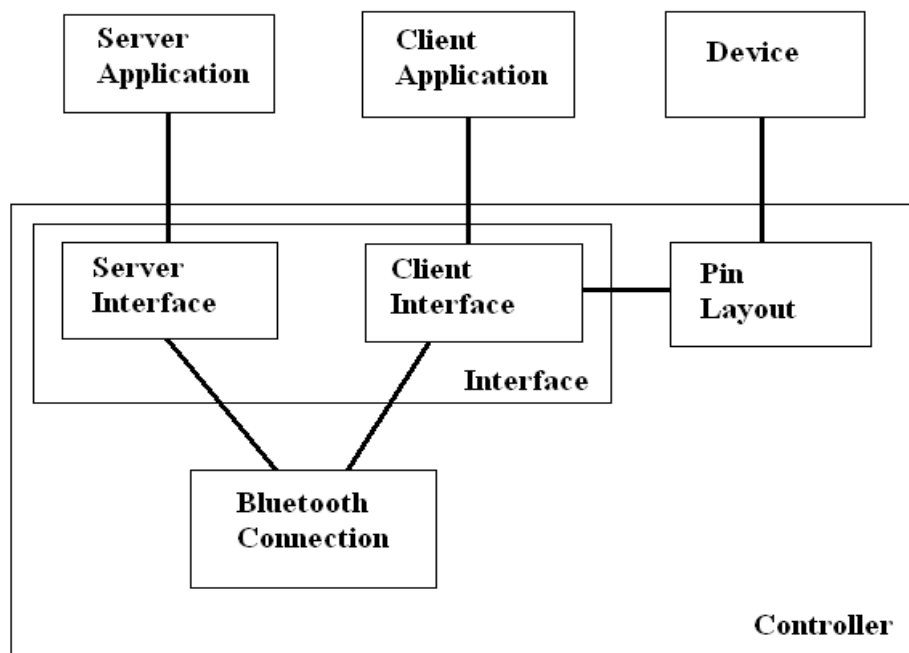 Server
Application
Client
Application
Device
Server
Interface
Client
Interface
Pin
Layout
Interface
Bluetooth
Connection
Controller